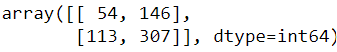 array([[ 54, 146],
       [113, 307]], dtype=int64)